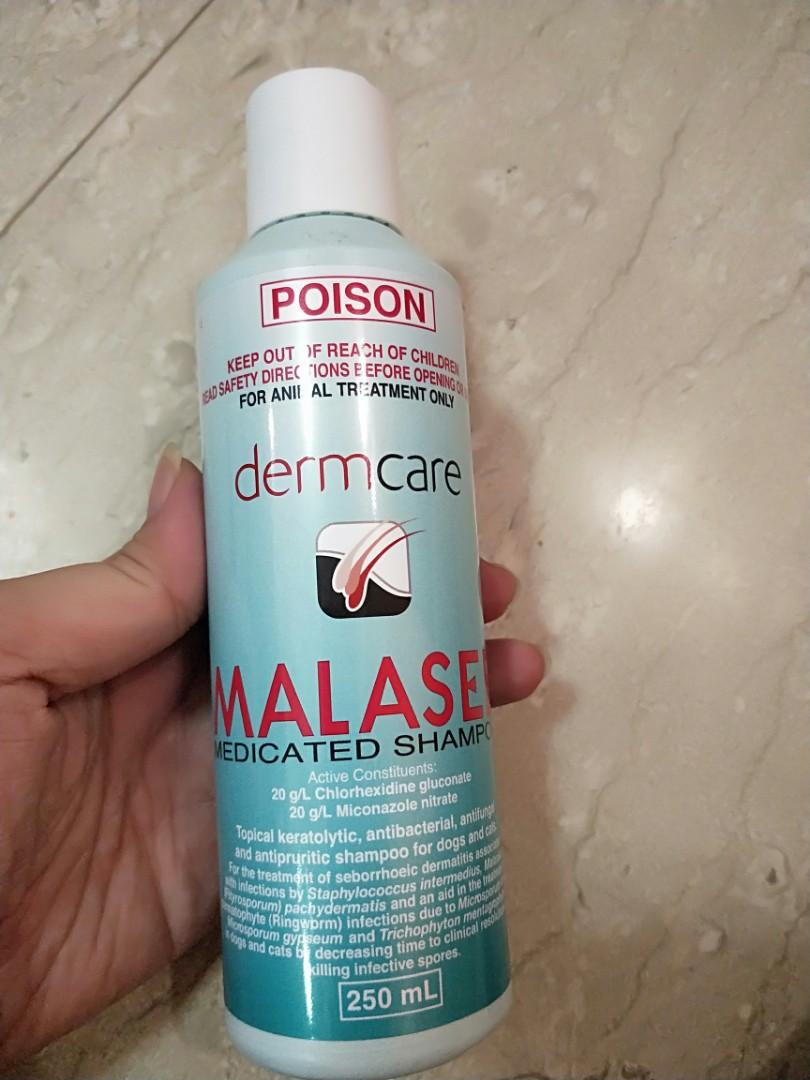 POISON
KEEP OUT OF REACH OF CHILDREN
READ SAFETY DIRECTIONS BEFORE OPENING OR
FOR ANIMAL TREATMENT ONLY
dermcare
MALASE
MEDICATED SHAMPO
Active Constituents:
20 g/L Chlorhexidine gluconate
20 g/L Miconazole nitrate
Topical keratolytic, antibacterial, antifungal
and antipruritic shampoo for dogs and cats.
For the treatment of seborrhoeic dermatitis associa
with infections by Staphylococcus intermedius,
(Pityrosporum) pachydermatis and an aid in the
(Ringworm) infections due to Microsporum
Microsporum gypseum and Trichophyton
in dogs and cats by decreasing time to clinical
killing infective spores.
250 mL